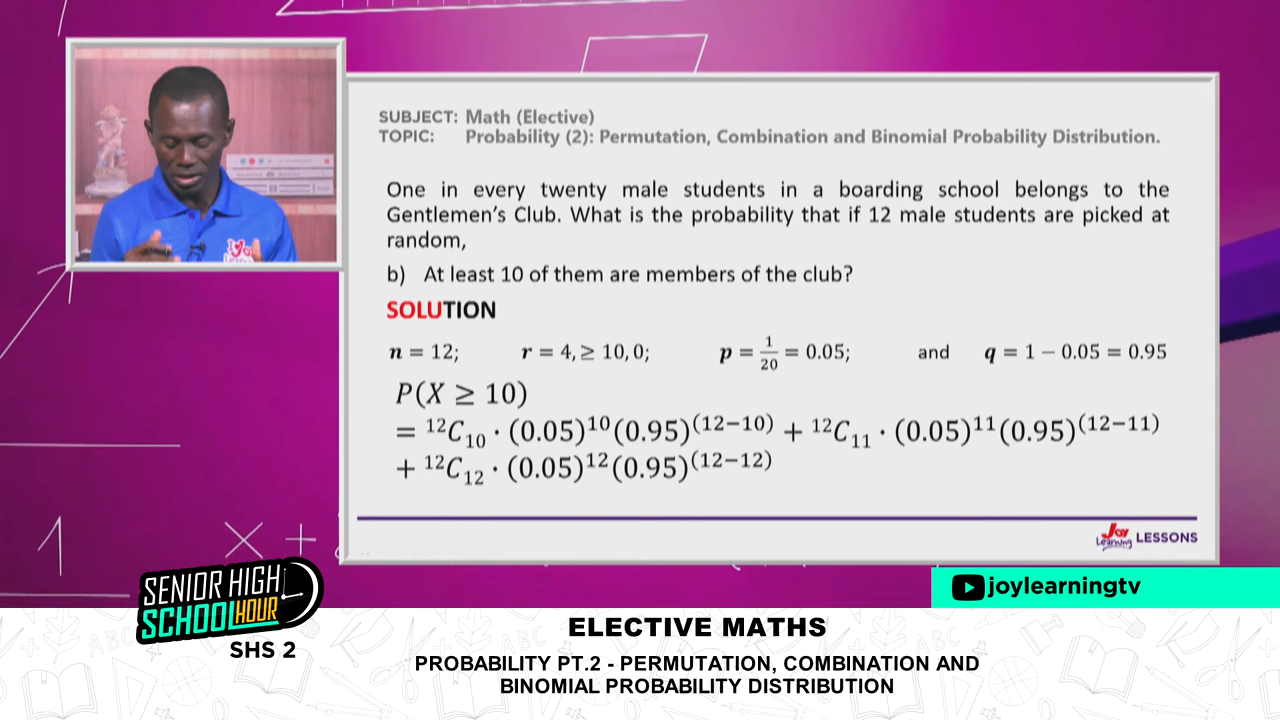 SUBJECT: Math (Elective)
TOPIC: Probability (2): Permutation, Combination and Binomial Probability Distribution.
One in every twenty male students in a boarding school belongs to the
Gentlemen's Club. What is the probability that if 12 male students are picked at
random,
b) At least 10 of them are members of the club?
SOLUTION
n = 12; r = 4, ≥ 10, 0; p = 1/20 = 0.05; and q = 1 − 0.05 = 0.95
P(X ≥ 10)
= ¹²C₁₀ · (0.05)¹⁰(0.95)⁽¹²⁻¹⁰⁾ + ¹²C₁₁ · (0.05)¹¹(0.95)⁽¹²⁻¹¹⁾
+ ¹²C₁₂ · (0.05)¹²(0.95)⁽¹²⁻¹²⁾
Joy Learning LESSONS
1 × +
joylearningtv
SENIOR HIGH
SCHOOL HOUR
SHS 2
ELECTIVE MATHS
PROBABILITY PT.2 - PERMUTATION, COMBINATION AND
BINOMIAL PROBABILITY DISTRIBUTION